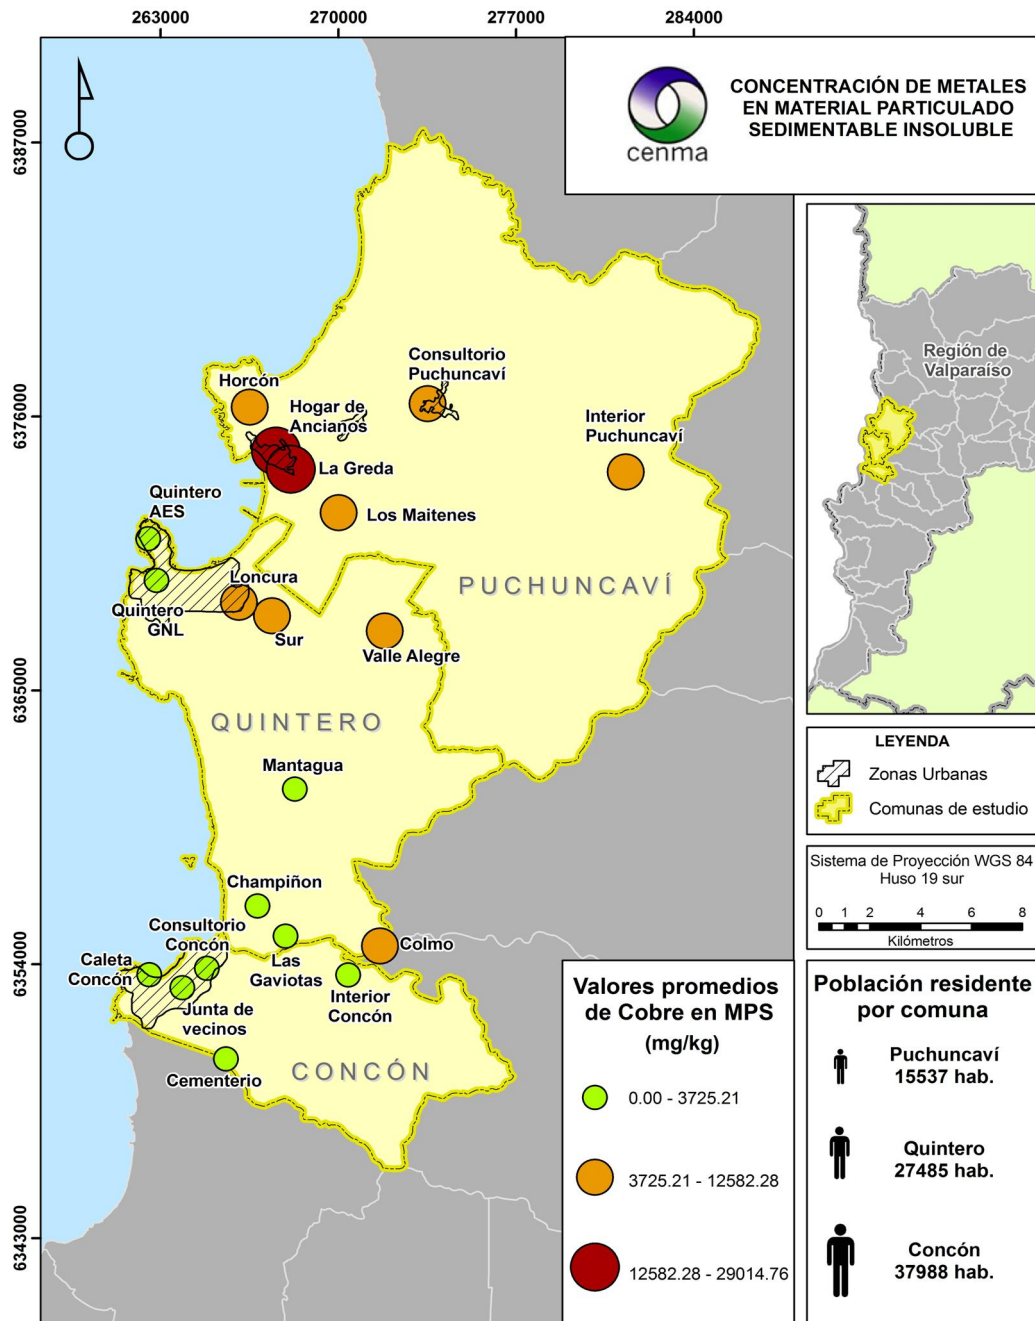 263000
270000
277000
284000
6387000
6376000
6365000
6354000
6343000
cenma
CONCENTRACIÓN DE METALES
EN MATERIAL PARTICULADO
SEDIMENTABLE INSOLUBLE
Región de
Valparaíso
Horcón
Consultorio
Puchuncaví
Hogar de
Ancianos
Interior
Puchuncaví
La Greda
Quintero
AES
Los Maitenes
Loncura
PUCHUNCAVÍ
Quintero
GNL
Sur
Valle Alegre
QUINTERO
Mantagua
Champiñon
Consultorio
Concón
Colmo
Caleta
Concón
Las
Gaviotas
Interior
Concón
Junta de
vecinos
Cementerio
CONCÓN
LEYENDA
Zonas Urbanas
Comunas de estudio
Sistema de Proyección WGS 84
Huso 19 sur
0 1 2 4 6 8
Kilómetros
Valores promedios
de Cobre en MPS
(mg/kg)
0.00 - 3725.21
3725.21 - 12582.28
12582.28 - 29014.76
Población residente
por comuna
Puchuncaví
15537 hab.
Quintero
27485 hab.
Concón
37988 hab.